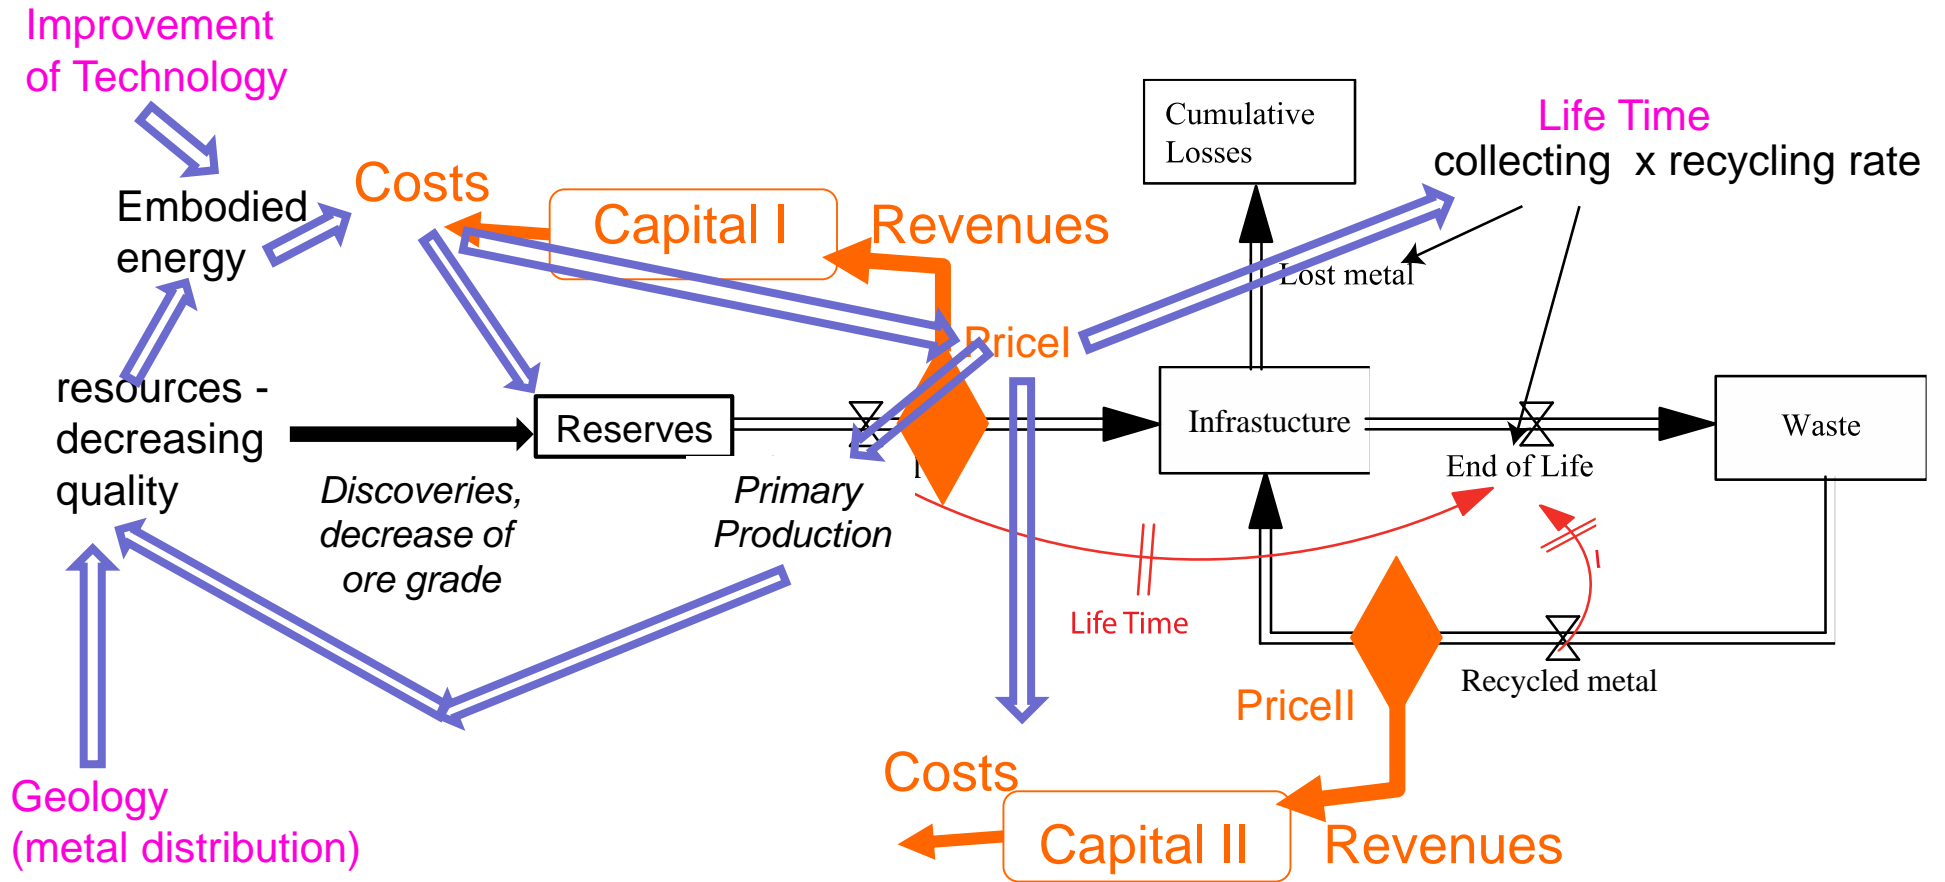 Improvement
of Technology
Cumulative
Losses
Life Time
collecting  x recycling rate
Embodied
energy
Costs
Capital I
Revenues
Lost metal
PriceI
resources -
decreasing
quality
Reserves
Infrastucture
Waste
End of Life
Discoveries,
decrease of
ore grade
Primary
Production
Life Time
Recycled metal
PriceII
Costs
Capital II
Revenues
Geology
(metal distribution)